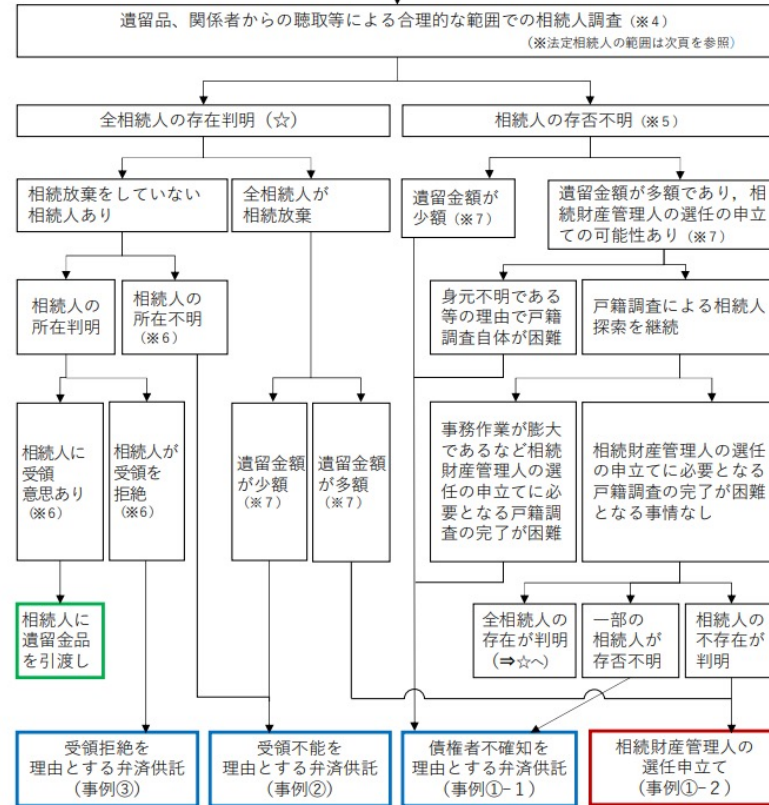 遺留品、関係者からの聴取等による合理的な範囲での相続人調査（※4）
（※法定相続人の範囲は次頁を参照）
全相続人の存在判明（☆）
相続人の存否不明（※5）
相続放棄をしていない
相続人あり
全相続人が
相続放棄
遺留金額が
少額（※7）
遺留金額が多額であり，相
続財産管理人の選任の申立
ての可能性あり（※7）
相続人の
所在判明
相続人の
所在不明
（※6）
身元不明である
等の理由で戸籍
調査自体が困難
戸籍調査による相続人
探索を継続
相続人に
受領
意思あり
（※6）
相続人が
受領を
拒絶
（※6）
遺留金額
が少額
（※7）
遺留金額
が多額
（※7）
事務作業が膨大
であるなど相続
財産管理人の選
任の申立てに必
要となる戸籍調
査の完了が困難
相続財産管理人の選任
の申立てに必要となる
戸籍調査の完了が困難
となる事情なし
相続人に
遺留金品
を引渡し
全相続人の
存在が判明
（⇒☆へ）
一部の
相続人が
存否不明
相続人の
不存在が
判明
受領拒絶を
理由とする弁済供託
（事例③）
受領不能を
理由とする弁済供託
（事例②）
債権者不確知を
理由とする弁済供託
（事例①-1）
相続財産管理人の
選任申立て
（事例①-2）